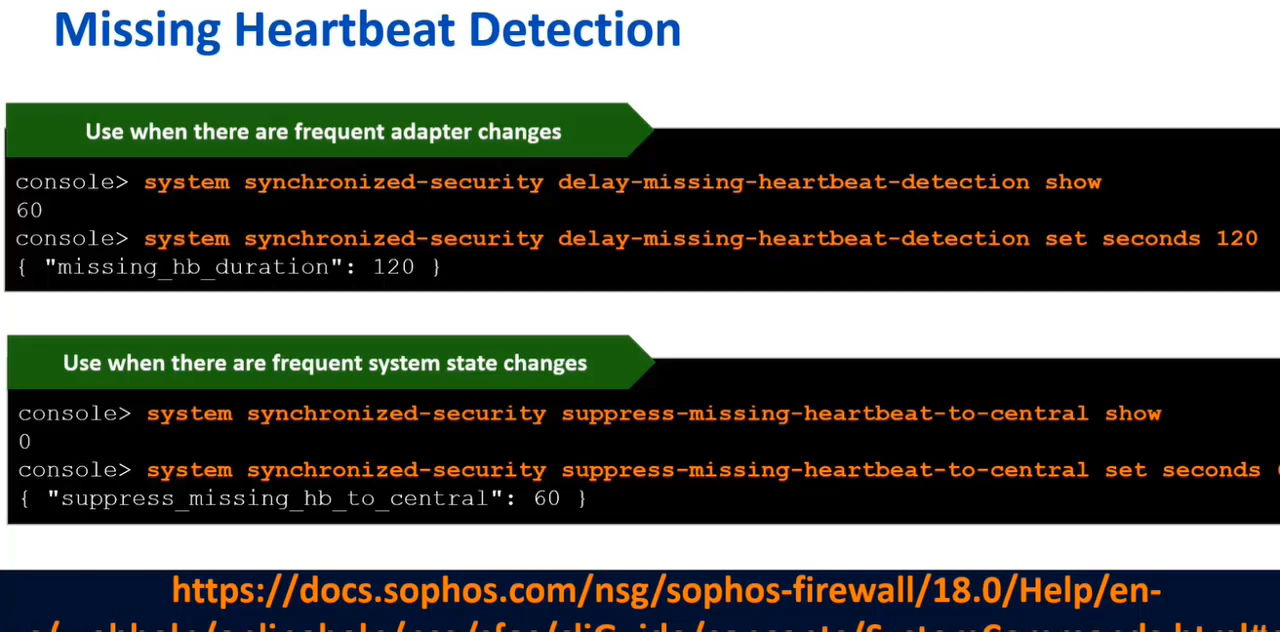 Missing Heartbeat Detection
Use when there are frequent adapter changes
console> system synchronized-security delay-missing-heartbeat-detection show
60
console> system synchronized-security delay-missing-heartbeat-detection set seconds 120
{ "missing_hb_duration": 120 }
Use when there are frequent system state changes
console> system synchronized-security suppress-missing-heartbeat-to-central show
0
console> system synchronized-security suppress-missing-heartbeat-to-central set seconds
{ "suppress_missing_hb_to_central": 60 }
https://docs.sophos.com/nsg/sophos-firewall/18.0/Help/en-